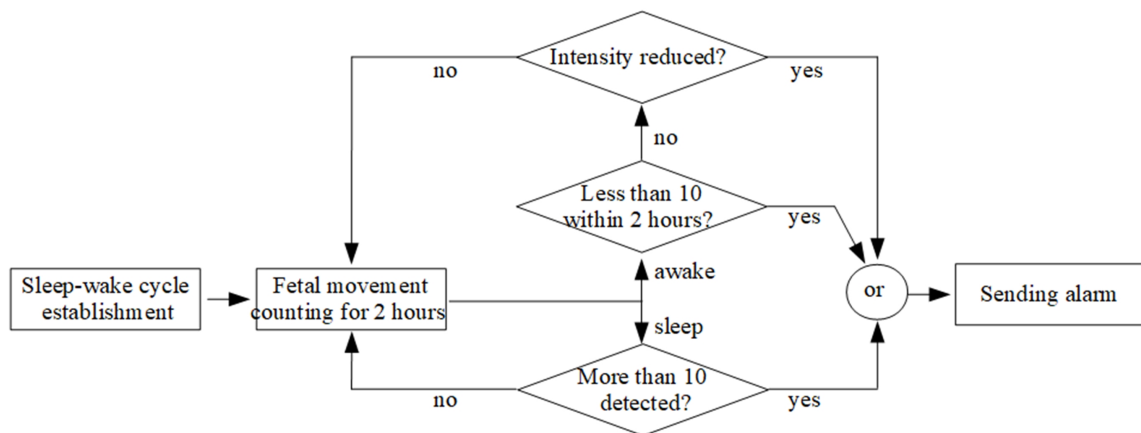 Intensity reduced?
no
yes
no
Less than 10
within 2 hours?
yes
Sleep-wake cycle
establishment
Fetal movement
counting for 2 hours
awake
or
Sending alarm
sleep
More than 10
detected?
no
yes